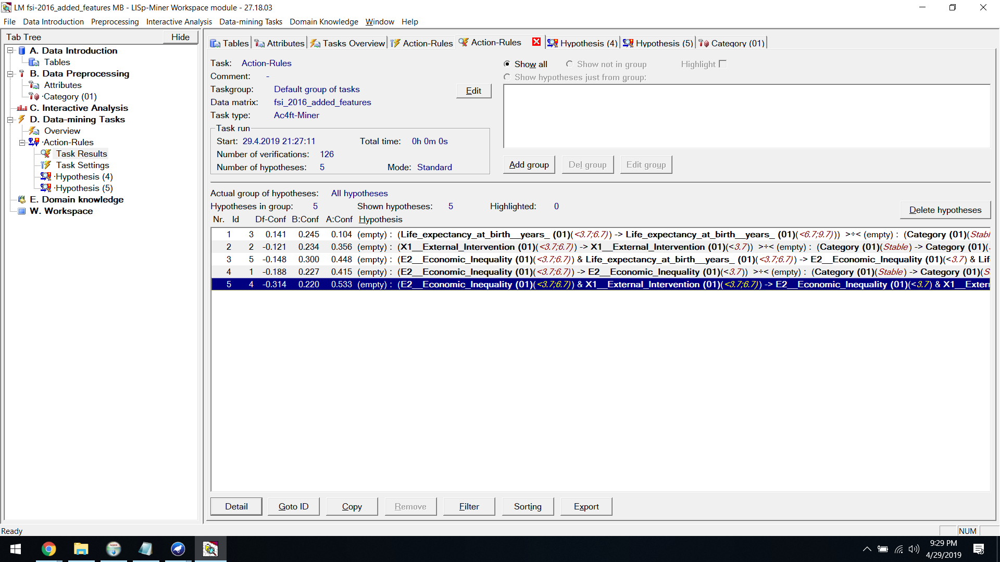 LM fsi-2016_added_features MB - LISp-Miner Workspace module - 27.18.03
File Data Introduction Preprocessing Interactive Analysis Data-mining Tasks Domain Knowledge Window Help
Tab Tree Hide
A. Data Introduction
Tables
B. Data Preprocessing
Attributes
·Category (01)
C. Interactive Analysis
D. Data-mining Tasks
Overview
·Action-Rules
Task Results
Task Settings
·Hypothesis (4)
·Hypothesis (5)
E. Domain knowledge
W. Workspace
Tables Attributes Tasks Overview Action-Rules Action-Rules Hypothesis (4) Hypothesis (5) Category (01)
Task: Action-Rules
Comment: -
Taskgroup: Default group of tasks
Edit
Data matrix: fsi_2016_added_features
Task type: Ac4ft-Miner
Task run
Start: 29.4.2019 21:27:11 Total time: 0h 0m 0s
Number of verifications: 126
Number of hypotheses: 5 Mode: Standard
Show all Show not in group Highlight
Show hypotheses just from group:
Add group Del group Edit group
Actual group of hypotheses: All hypotheses
Hypotheses in group: 5 Shown hypotheses: 5 Highlighted: 0
Delete hypotheses
Nr. Id Df-Conf B:Conf A:Conf Hypothesis
1 3 0.141 0.245 0.104 (empty) : (Life_expectancy_at_birth__years_ (01)(<3.7;6.7)) -> Life_expectancy_at_birth__years_ (01)(<6.7;9.7))) >÷< (empty) : (Category (01)(Stabl
2 2 -0.121 0.234 0.356 (empty) : (X1__External_Intervention (01)(<3.7;6.7)) -> X1__External_Intervention (01)(<3.7)) >÷< (empty) : (Category (01)(Stable) -> Category (01)(
3 5 -0.148 0.300 0.448 (empty) : (E2__Economic_Inequality (01)(<3.7;6.7)) & Life_expectancy_at_birth__years_ (01)(<3.7;6.7)) -> E2__Economic_Inequality (01)(<3.7) & Lif
4 1 -0.188 0.227 0.415 (empty) : (E2__Economic_Inequality (01)(<3.7;6.7)) -> E2__Economic_Inequality (01)(<3.7)) >÷< (empty) : (Category (01)(Stable) -> Category (01)(S
5 4 -0.314 0.220 0.533 (empty) : (E2__Economic_Inequality (01)(<3.7;6.7)) & X1__External_Intervention (01)(<3.7;6.7)) -> E2__Economic_Inequality (01)(<3.7) & X1__Exter
Detail Goto ID Copy Remove Filter Sorting Export
Ready
NUM
9:29 PM
4/29/2019